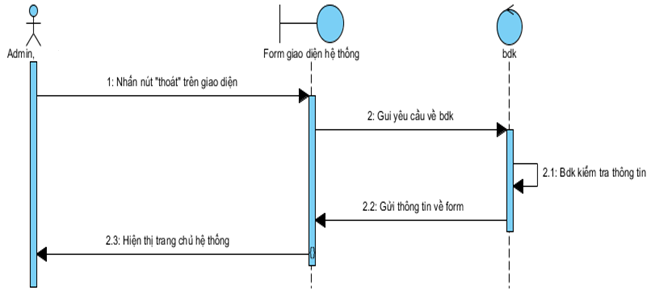 Admin,
Form giao diện hệ thống
bdk
1: Nhấn nút "thoát" trên giao diện
2: Gui yêu cầu về bdk
2.1: Bdk kiểm tra thông tin
2.2: Gửi thông tin về form
2.3: Hiện thị trang chủ hệ thống